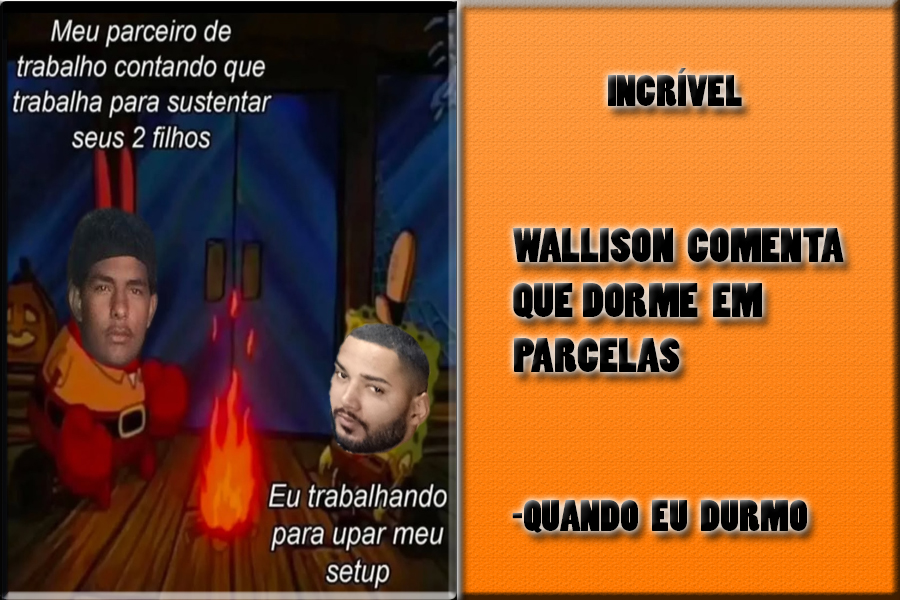 Meu parceiro de
trabalho contando que
trabalha para sustentar
seus 2 filhos
Eu trabalhando
para upar meu
setup
INCRÍVEL
WALLISON COMENTA
QUE DORME EM
PARCELAS
-QUANDO EU DURMO